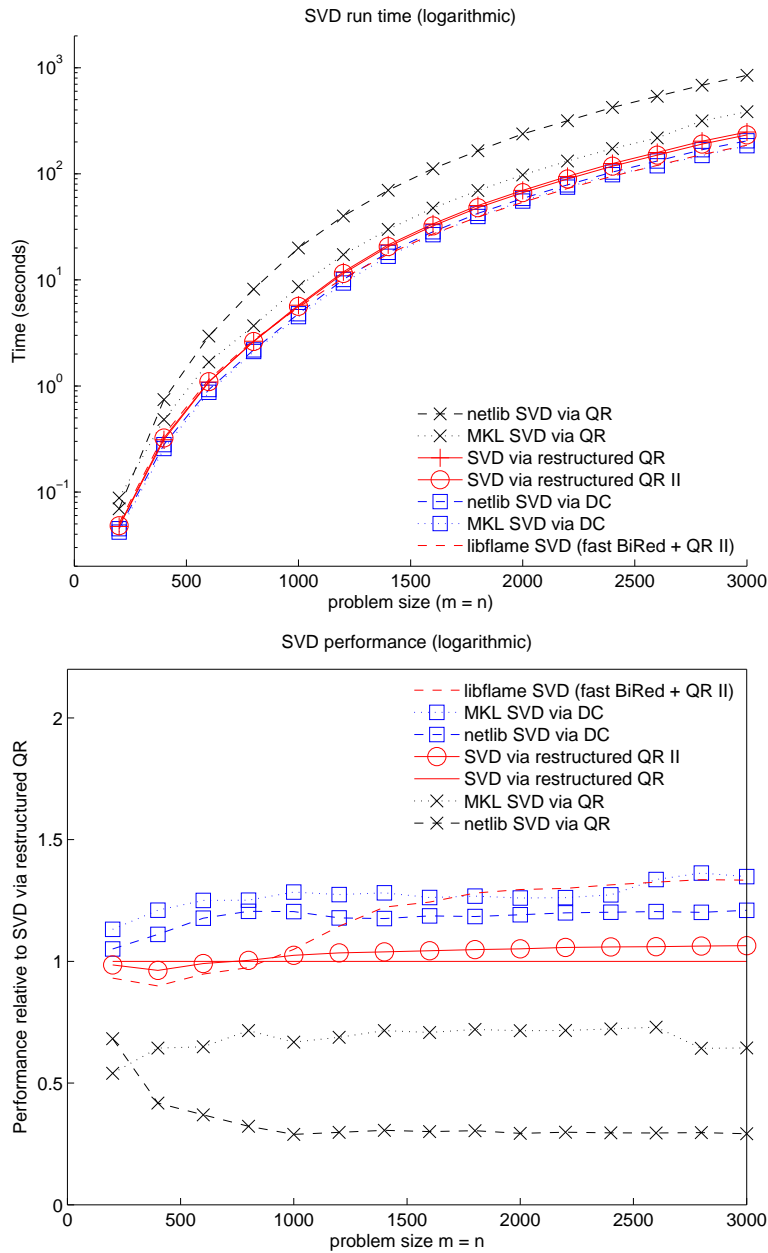 SVD run time (logarithmic)
10³
10²
10¹
10⁰
10⁻¹
Time (seconds)
netlib SVD via QR
MKL SVD via QR
SVD via restructured QR
SVD via restructured QR II
netlib SVD via DC
MKL SVD via DC
libflame SVD (fast BiRed + QR II)
0 500 1000 1500 2000 2500 3000
problem size (m = n)
SVD performance (logarithmic)
2
1.5
1
0.5
0
Performance relative to SVD via restructured QR
libflame SVD (fast BiRed + QR II)
MKL SVD via DC
netlib SVD via DC
SVD via restructured QR II
SVD via restructured QR
MKL SVD via QR
netlib SVD via QR
0 500 1000 1500 2000 2500 3000
problem size m = n